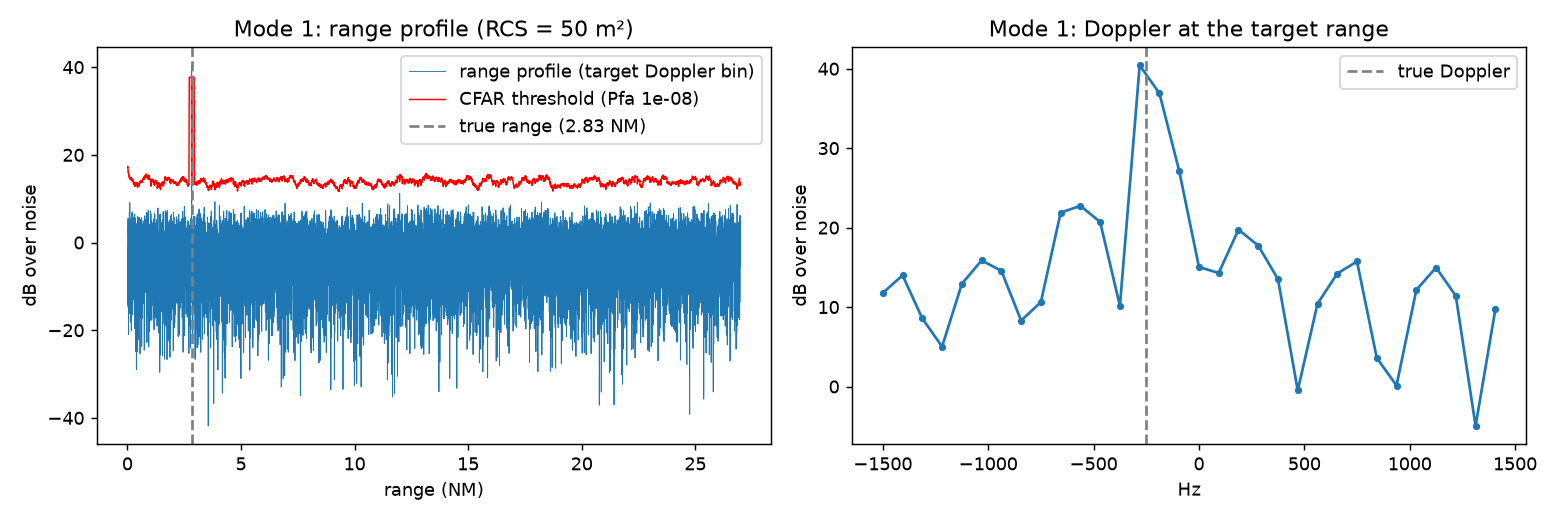 Mode 1: range profile (RCS = 50 m²)
40
20
0
−20
−40
dB over noise
range profile (target Doppler bin)
CFAR threshold (Pfa 1e-08)
true range (2.83 NM)
0 5 10 15 20 25
range (NM)
Mode 1: Doppler at the target range
40
30
20
10
0
dB over noise
true Doppler
−1500 −1000 −500 0 500 1000 1500
Hz